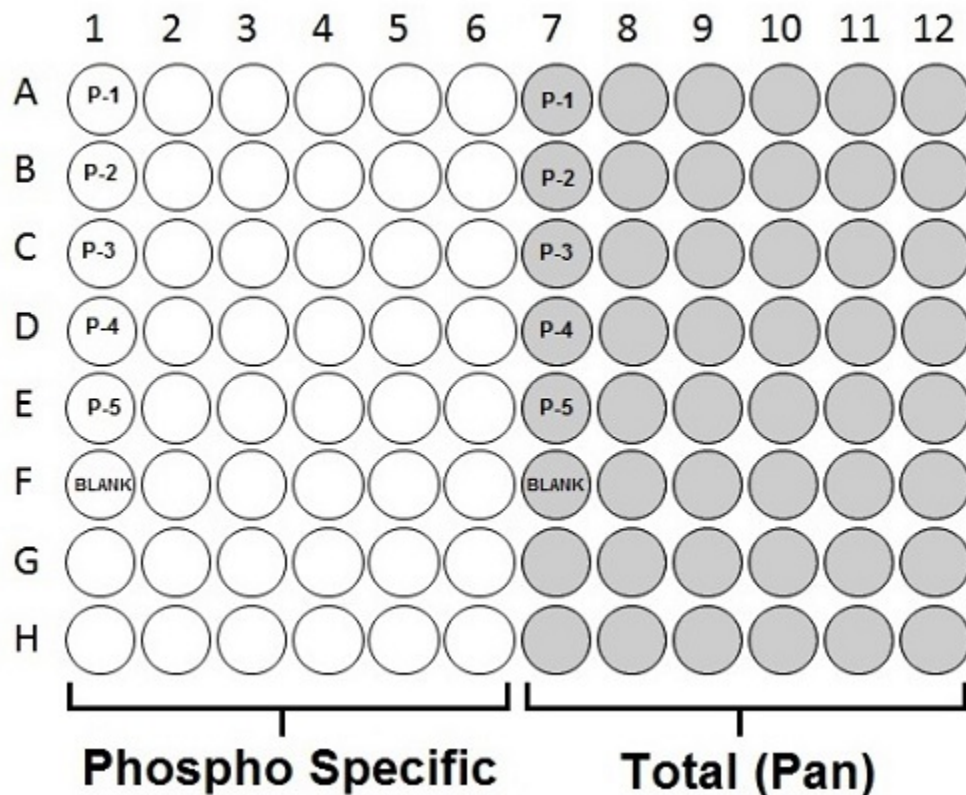 1 2 3 4 5 6 7 8 9 10 11 12
A P-1 P-1
B P-2 P-2
C P-3 P-3
D P-4 P-4
E P-5 P-5
F BLANK BLANK
G
H
Phospho Specific Total (Pan)